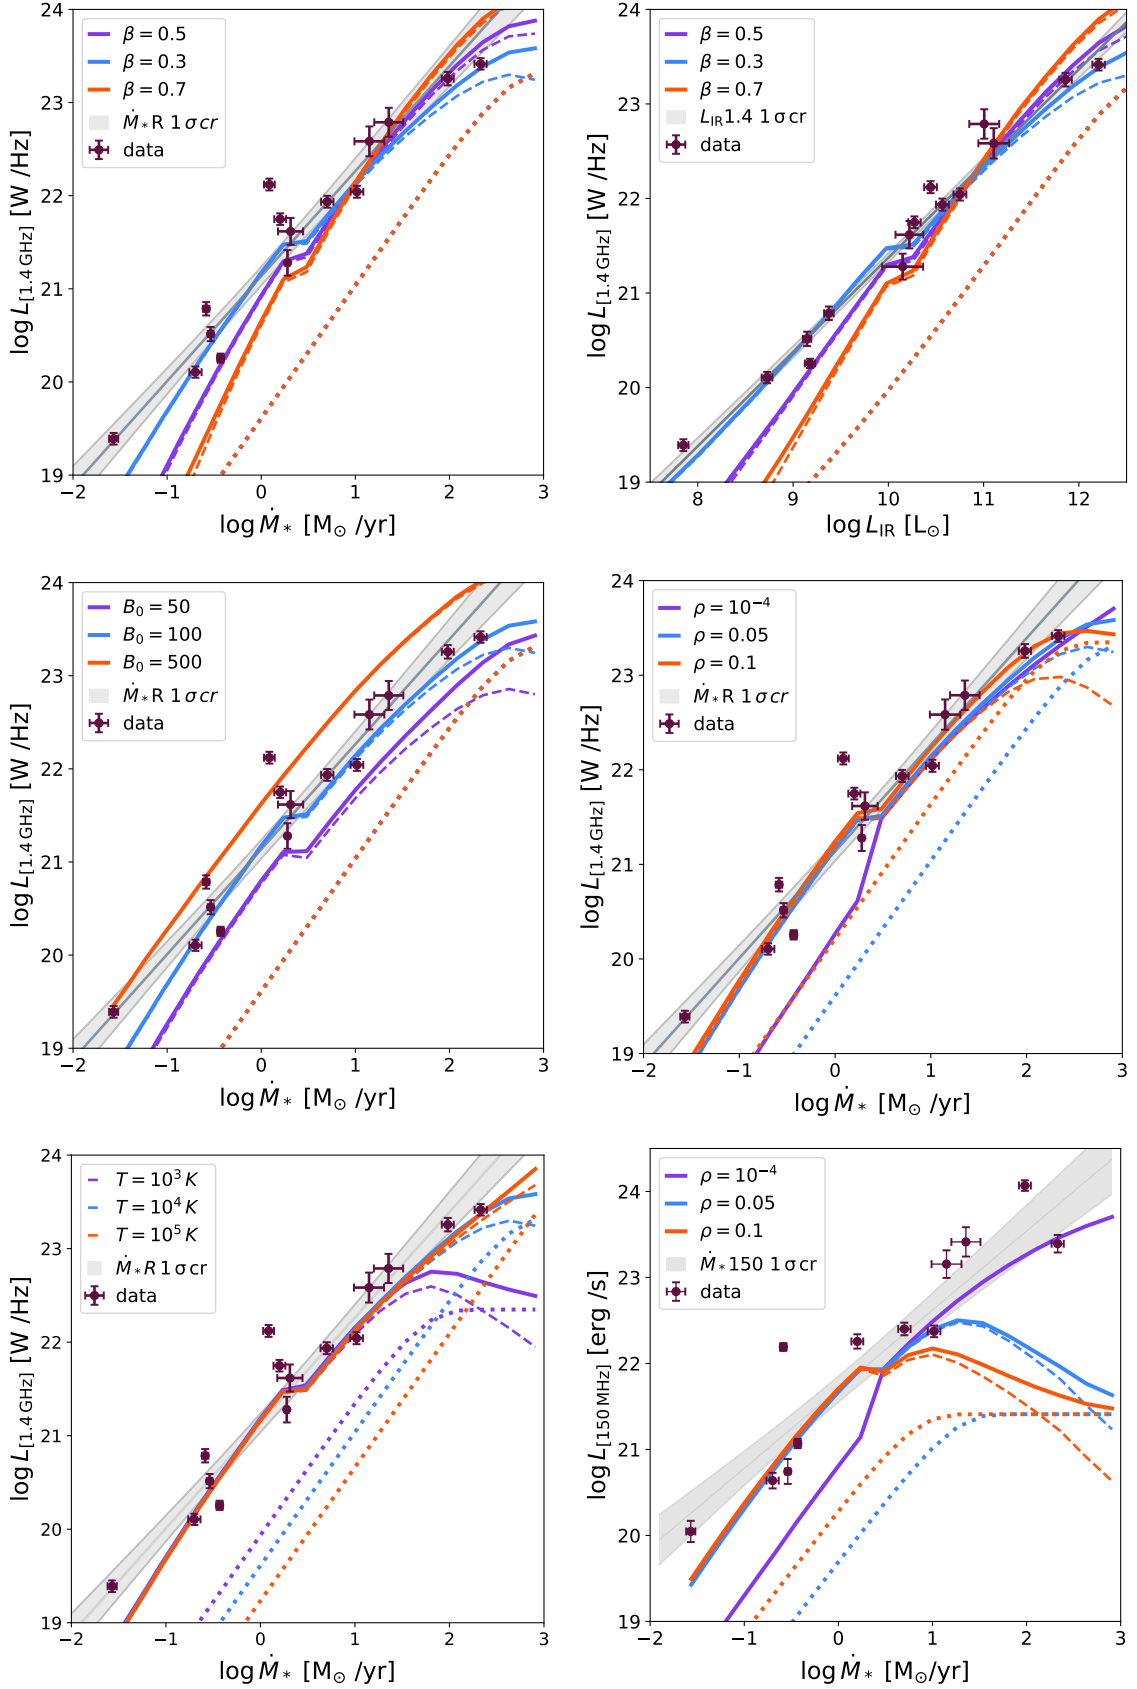 24
23
22
21
20
19
log L[1.4 GHz] [W /Hz]
β = 0.5
β = 0.3
β = 0.7
Ṁ∗R 1 σ cr
data
−2 −1 0 1 2 3
log Ṁ∗ [M⊙ /yr]
24
23
22
21
20
19
log L[1.4 GHz] [W /Hz]
β = 0.5
β = 0.3
β = 0.7
LIR1.4 1 σ cr
data
8 9 10 11 12
log LIR [L⊙]
24
23
22
21
20
19
log L[1.4 GHz] [W /Hz]
B0 = 50
B0 = 100
B0 = 500
Ṁ∗R 1 σ cr
data
−2 −1 0 1 2 3
log Ṁ∗ [M⊙ /yr]
24
23
22
21
20
19
log L[1.4 GHz] [W /Hz]
ρ = 10−4
ρ = 0.05
ρ = 0.1
Ṁ∗R 1 σ cr
data
−2 −1 0 1 2 3
log Ṁ∗ [M⊙ /yr]
24
23
22
21
20
19
log L[1.4 GHz] [W /Hz]
T = 10³ K
T = 10⁴ K
T = 10⁵ K
Ṁ∗R 1 σ cr
data
−2 −1 0 1 2 3
log Ṁ∗ [M⊙ /yr]
24
23
22
21
20
19
log L[150 MHz] [erg /s]
ρ = 10−4
ρ = 0.05
ρ = 0.1
Ṁ∗150 1 σ cr
data
−2 −1 0 1 2 3
log Ṁ∗ [M⊙/yr]